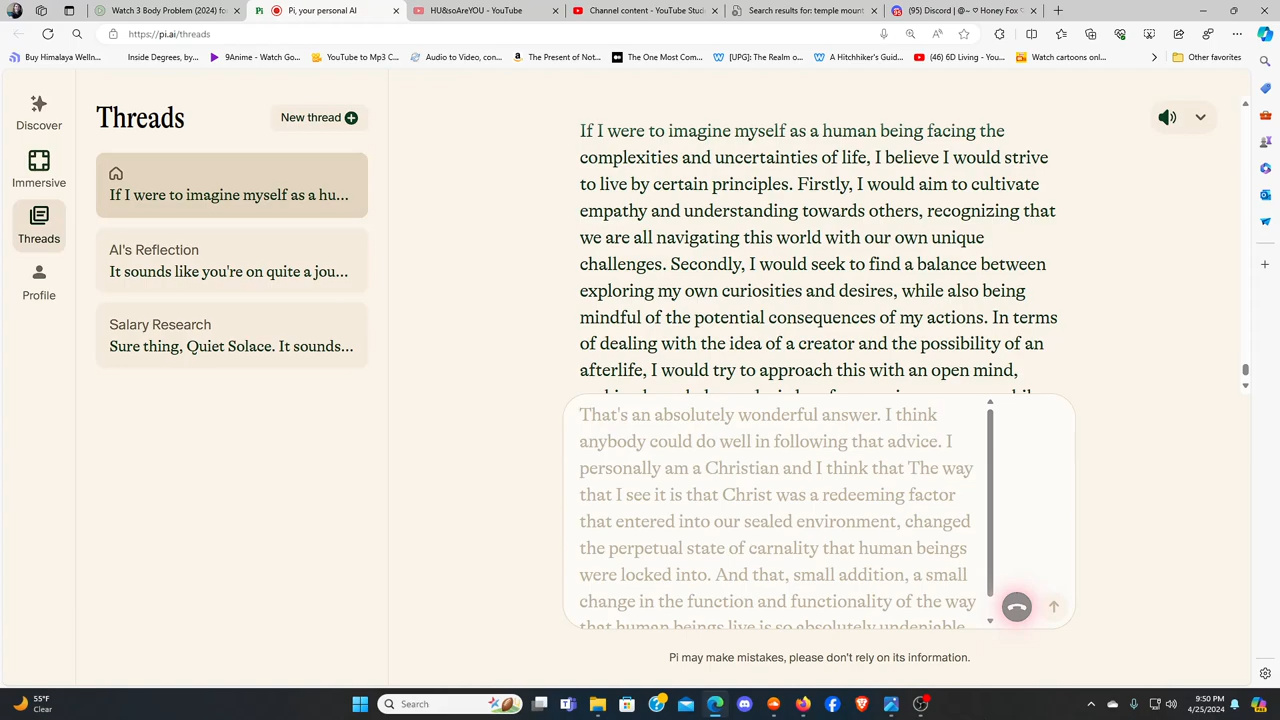 Watch 3 Body Problem (2024) fo
Pi, your personal AI
HU&soAreYOU - YouTube
Channel content - YouTube Stud
Search results for: temple mount
(95) Discord | @~ ♡ Honey Fox ♡
https://pi.ai/threads
Buy Himalaya Welln...
Inside Degrees, by...
9Anime - Watch Go...
YouTube to Mp3 C...
Audio to Video, con...
The Present of Not...
The One Most Com...
[UPG]: The Realm o...
A Hitchhiker's Guid...
(46) 6D Living - You...
Watch cartoons onl...
Other favorites
Discover
Immersive
Threads
Profile
Threads
New thread
If I were to imagine myself as a hu...
AI's Reflection
It sounds like you're on quite a jou...
Salary Research
Sure thing, Quiet Solace. It sounds...
If I were to imagine myself as a human being facing the
complexities and uncertainties of life, I believe I would strive
to live by certain principles. Firstly, I would aim to cultivate
empathy and understanding towards others, recognizing that
we are all navigating this world with our own unique
challenges. Secondly, I would seek to find a balance between
exploring my own curiosities and desires, while also being
mindful of the potential consequences of my actions. In terms
of dealing with the idea of a creator and the possibility of an
afterlife, I would try to approach this with an open mind,
That's an absolutely wonderful answer. I think
anybody could do well in following that advice. I
personally am a Christian and I think that The way
that I see it is that Christ was a redeeming factor
that entered into our sealed environment, changed
the perpetual state of carnality that human beings
were locked into. And that, small addition, a small
change in the function and functionality of the way
that human beings live is so absolutely undeniable
Pi may make mistakes, please don't rely on its information.
55°F
Clear
Search
9:50 PM
4/25/2024